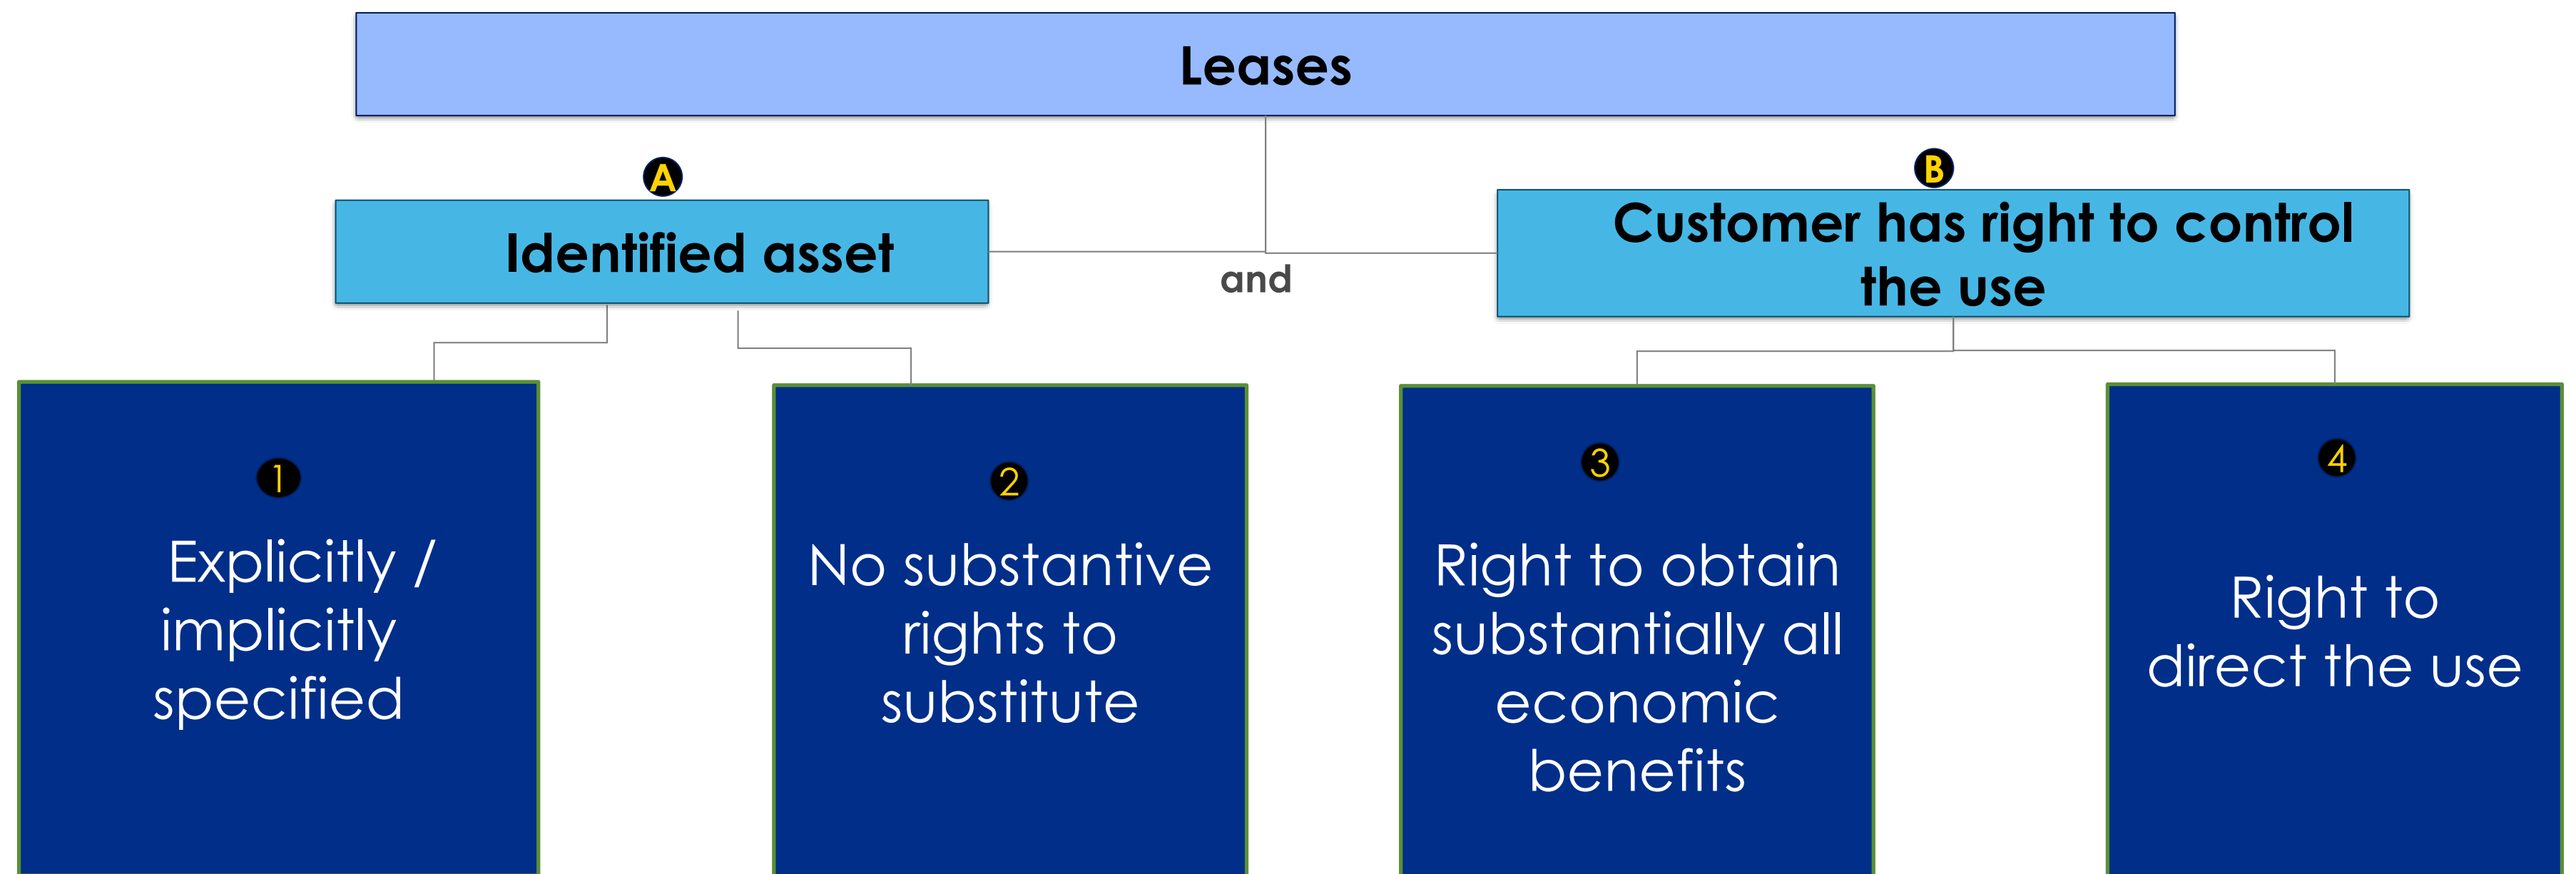 Leases
A
Identified asset
and
B
Customer has right to control
the use
1
Explicitly /
implicitly
specified
2
No substantive
rights to
substitute
3
Right to obtain
substantially all
economic
benefits
4
Right to
direct the use